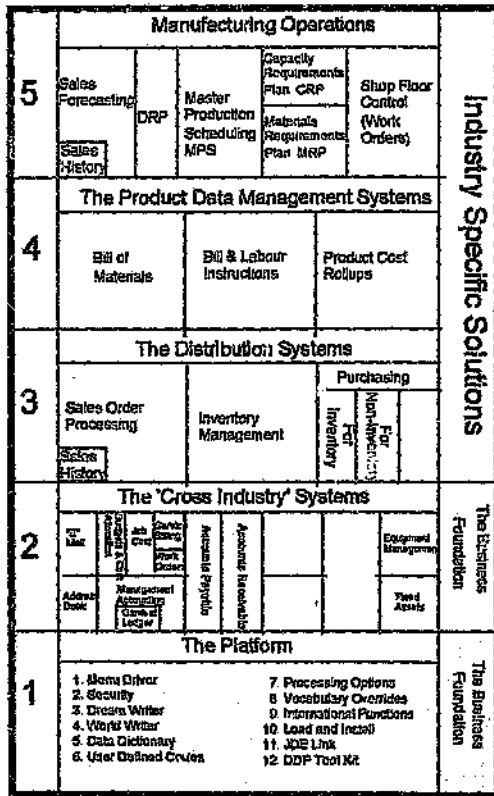 Manufacturing Operations
5
Sales
Forecasting
Sales
History
DRP
Master
Production
Scheduling
MPS
Capacity
Requirements
Plan CRP
Materials
Requirements
Plan MRP
Shop Floor
Control
(Work
Orders)
Industry Specific Solutions
The Product Data Management Systems
4
Bill of
Materials
Bill & Labour
Instructions
Product Cost
Rollups
The Distribution Systems
3
Sales Order
Processing
Sales
History
Inventory
Management
Purchasing
For
Inventory
For
Non-Inventory
The 'Cross Industry' Systems
2
Mail
Job
Cost
Work
Orders
Address
Book
Management
Accounting
General
Ledger
Accounts Payable
Accounts Receivable
Equipment
Managemen
Fixed
Assets
The Business
Foundation
The Platform
1
1. Menu Driver
2. Security
3. Dream Writer
4. World Writer
5. Data Dictionary
6. User Defined Codes
7. Processing Options
8. Vocabulary Overrides
9. International Functions
10. Load and Install
11. JDE Link
12. DDP Tool Kit
The Business
Foundation